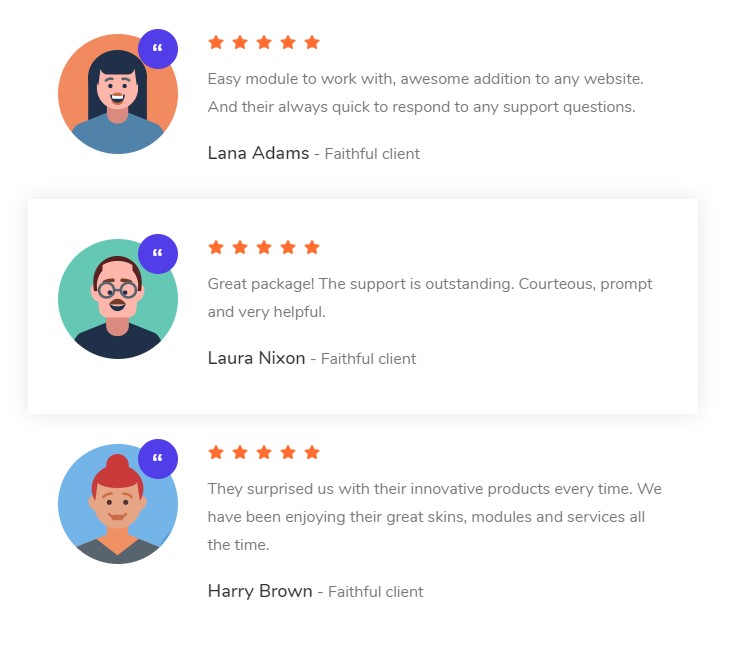 “
Easy module to work with, awesome addition to any website.
And their always quick to respond to any support questions.
Lana Adams - Faithful client
“
Great package! The support is outstanding. Courteous, prompt
and very helpful.
Laura Nixon - Faithful client
“
They surprised us with their innovative products every time. We
have been enjoying their great skins, modules and services all
the time.
Harry Brown - Faithful client